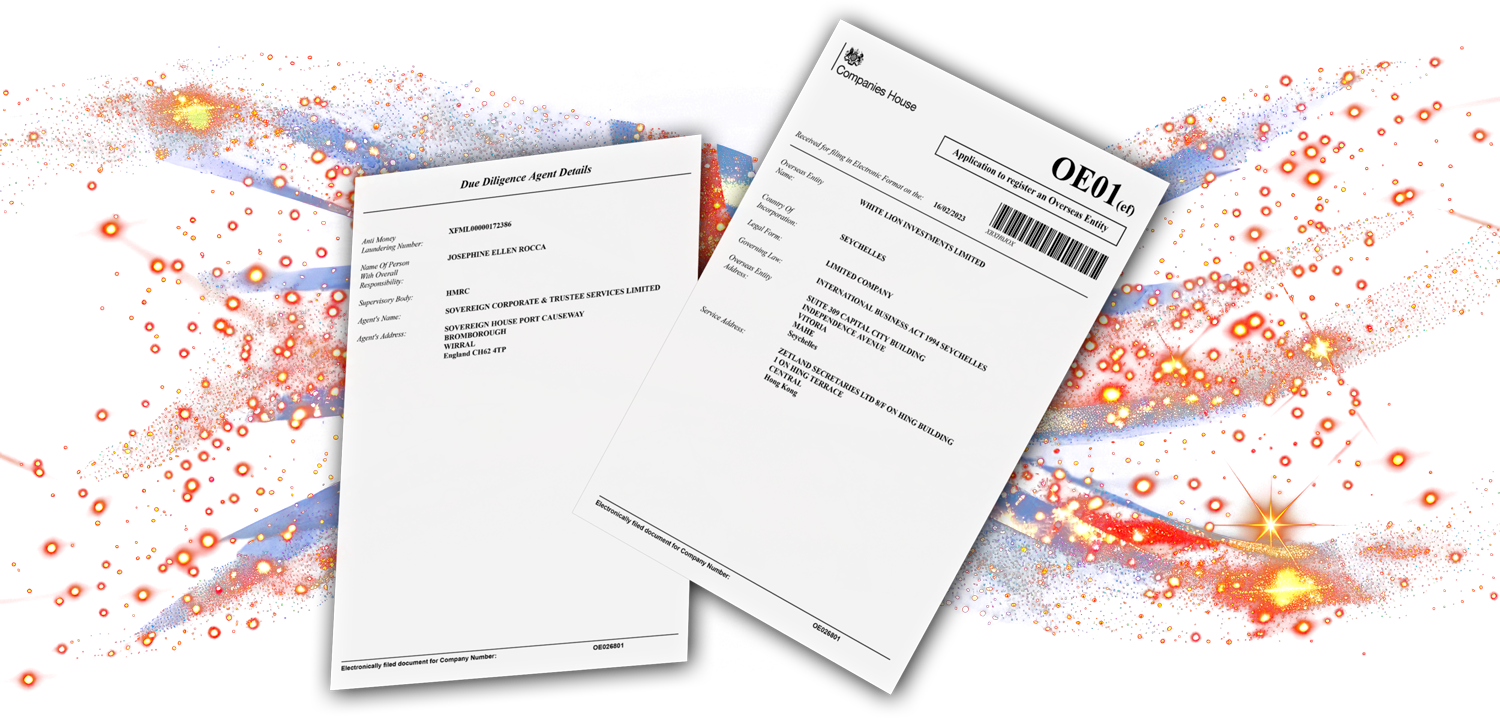 Due Diligence Agent Details
Anti Money
Laundering Number:
XFML00000172386
Name Of Person
With Overall
Responsibility:
JOSEPHINE ELLEN ROCCA
Supervisory Body:
HMRC
Agent's Name:
SOVEREIGN CORPORATE & TRUSTEE SERVICES LIMITED
Agent's Address:
SOVEREIGN HOUSE PORT CAUSEWAY
BROMBOROUGH
WIRRAL
England CH62 4TP
Electronically filed document for Company Number:
OE026801
Companies House
OE01(ef)
Application to register an Overseas Entity
Received for filing in Electronic Format on the:
16/02/2023
Overseas Entity
Name:
WHITE LION INVESTMENTS LIMITED
Country Of
Incorporation:
SEYCHELLES
Legal Form:
LIMITED COMPANY
Governing Law:
INTERNATIONAL BUSINESS ACT 1994 SEYCHELLES
Overseas Entity
Address:
SUITE 309 CAPITAL CITY BUILDING
INDEPENDENCE AVENUE
VITORIA
MAHE
Seychelles
Service Address:
ZETLAND SECRETARIES LTD 8/F ON HING BUILDING
1 ON HING TERRACE
CENTRAL
Hong Kong
Electronically filed document for Company Number:
OE026801